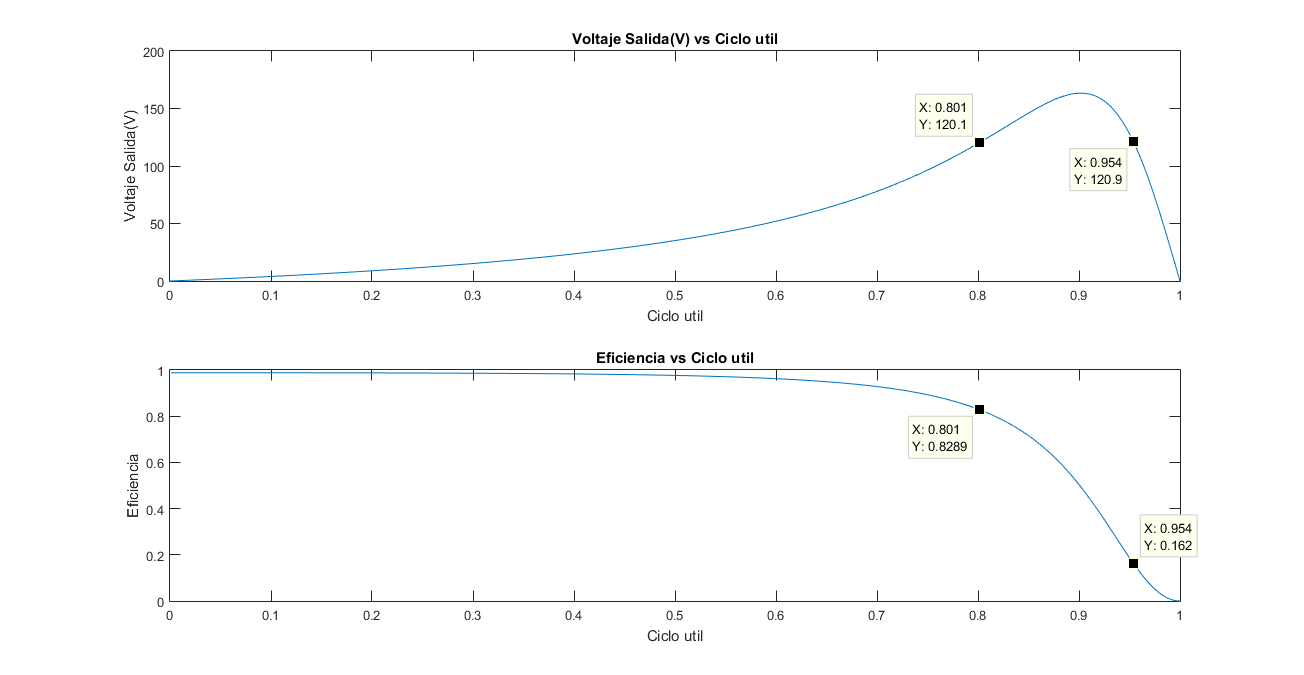 Voltaje Salida(V) vs Ciclo util
Voltaje Salida(V)
200
150
100
50
0
X: 0.801
Y: 120.1
X: 0.954
Y: 120.9
0 0.1 0.2 0.3 0.4 0.5 0.6 0.7 0.8 0.9 1
Ciclo util
Eficiencia vs Ciclo util
Eficiencia
1
0.8
0.6
0.4
0.2
0
X: 0.801
Y: 0.8289
X: 0.954
Y: 0.162
0 0.1 0.2 0.3 0.4 0.5 0.6 0.7 0.8 0.9 1
Ciclo util